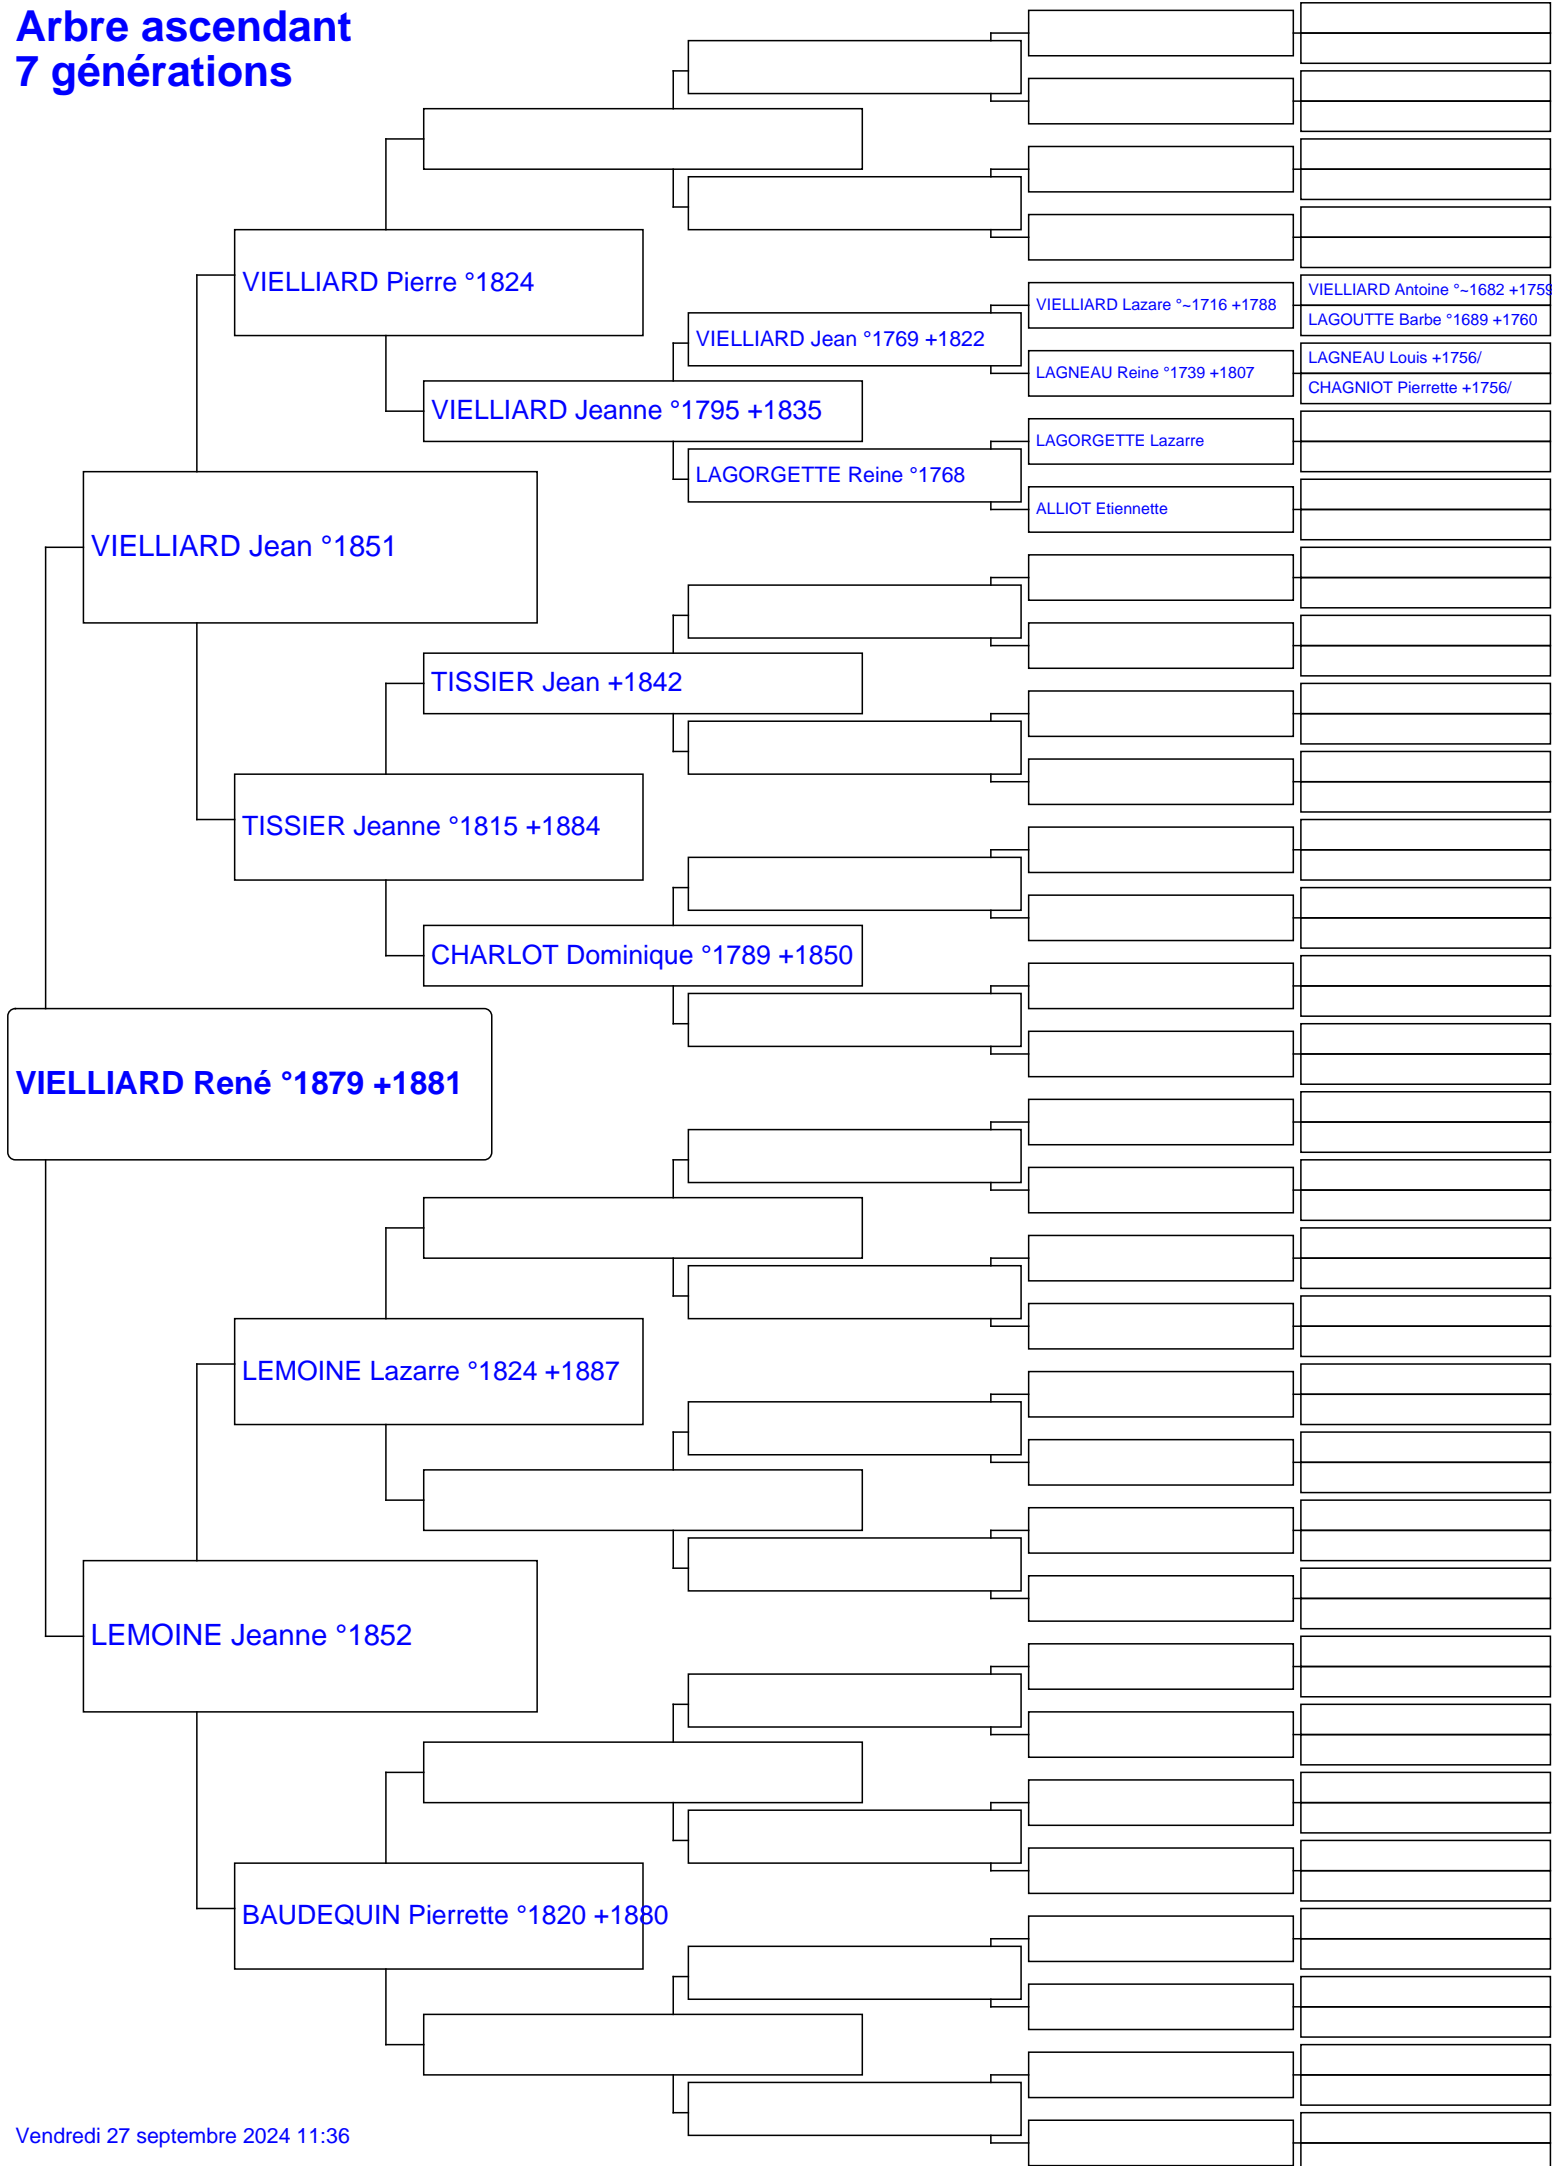 Arbre ascendant
7 générations
VIELLIARD Pierre °1824
VIELLIARD Antoine °~1682 +1759
VIELLIARD Lazare °~1716 +1788
LAGOUTTE Barbe °1689 +1760
VIELLIARD Jean °1769 +1822
LAGNEAU Louis +1756/
LAGNEAU Reine °1739 +1807
CHAGNIOT Pierrette +1756/
VIELLIARD Jeanne °1795 +1835
LAGORGETTE Lazarre
LAGORGETTE Reine °1768
ALLIOT Etiennette
VIELLIARD Jean °1851
TISSIER Jean +1842
TISSIER Jeanne °1815 +1884
CHARLOT Dominique °1789 +1850
VIELLIARD René °1879 +1881
LEMOINE Lazarre °1824 +1887
LEMOINE Jeanne °1852
BAUDEQUIN Pierrette °1820 +1880
Vendredi 27 septembre 2024 11:36